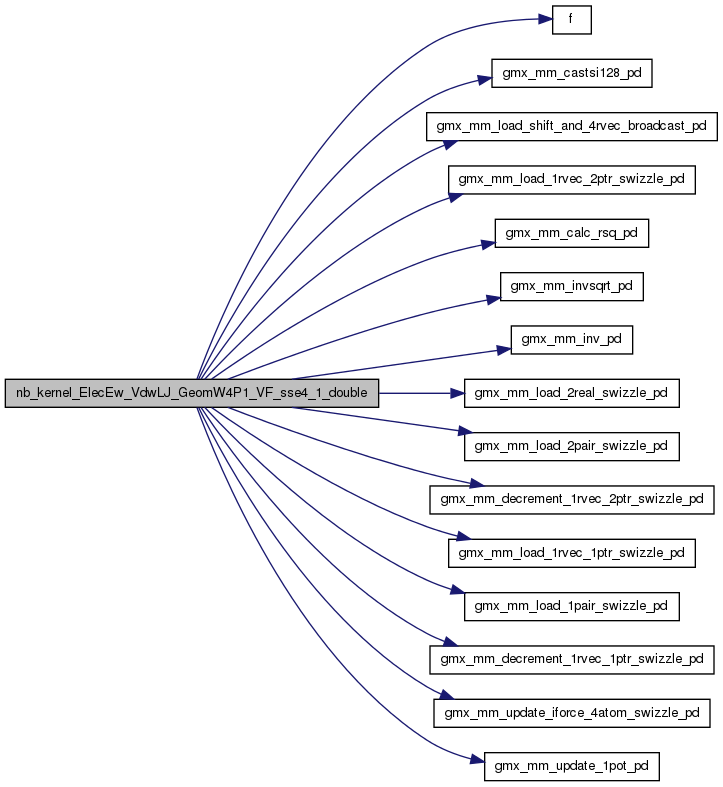 f
gmx_mm_castsi128_pd
gmx_mm_load_shift_and_4rvec_broadcast_pd
gmx_mm_load_1rvec_2ptr_swizzle_pd
gmx_mm_calc_rsq_pd
gmx_mm_invsqrt_pd
gmx_mm_inv_pd
nb_kernel_ElecEw_VdwLJ_GeomW4P1_VF_sse4_1_double
gmx_mm_load_2real_swizzle_pd
gmx_mm_load_2pair_swizzle_pd
gmx_mm_decrement_1rvec_2ptr_swizzle_pd
gmx_mm_load_1rvec_1ptr_swizzle_pd
gmx_mm_load_1pair_swizzle_pd
gmx_mm_decrement_1rvec_1ptr_swizzle_pd
gmx_mm_update_iforce_4atom_swizzle_pd
gmx_mm_update_1pot_pd